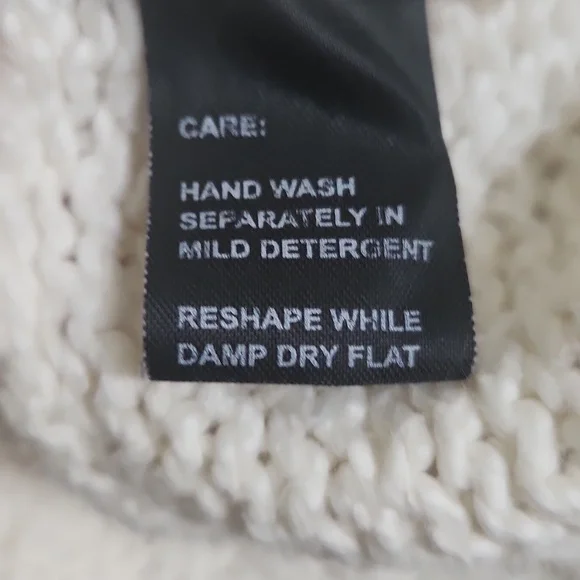 CARE:
HAND WASH
SEPARATELY IN
MILD DETERGENT
RESHAPE WHILE
DAMP DRY FLAT